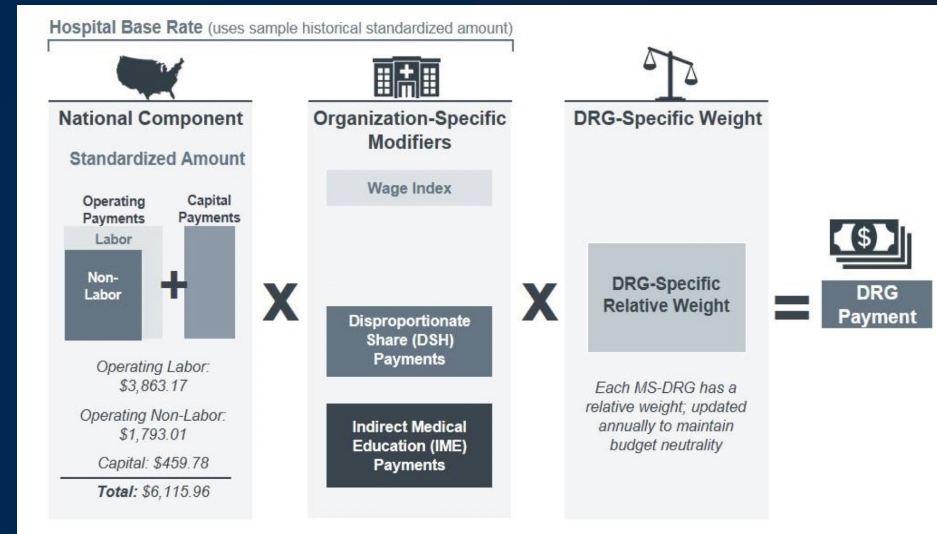 Hospital Base Rate (uses sample historical standardized amount)
National Component
Standardized Amount
Operating
Payments
Capital
Payments
Labor
Non-
Labor
+
Operating Labor:
$3,863.17
Operating Non-Labor:
$1,793.01
Capital: $459.78
Total: $6,115.96
X
Organization-Specific
Modifiers
Wage Index
Disproportionate
Share (DSH)
Payments
Indirect Medical
Education (IME)
Payments
X
DRG-Specific Weight
DRG-Specific
Relative Weight
Each MS-DRG has a
relative weight; updated
annually to maintain
budget neutrality
=
$
DRG
Payment